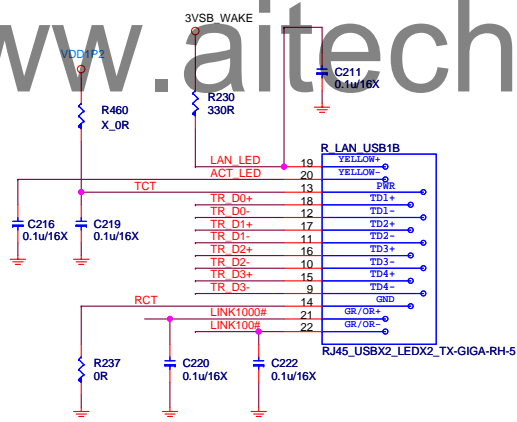 www.aitech
3VSB_WAKE
VDD1P2
C211
0.1u/16X
R460
X_0R
R230
330R
R_LAN_USB1B
LAN_LED 19 YELLOW+
ACT_LED 20 YELLOW-
TCT 13 PWR
TR_D0+ 18 TD1+
TR_D0- 12 TD1-
TR_D1+ 17 TD2+
TR_D1- 11 TD2-
TR_D2+ 16 TD3+
TR_D2- 10 TD3-
TR_D3+ 15 TD4+
TR_D3- 9 TD4-
RCT 14 GND
LINK1000# 21 GR/OR+
LINK100# 22 GR/OR-
C216
0.1u/16X
C219
0.1u/16X
RJ45_USBX2_LEDX2_TX-GIGA-RH-5
R237
0R
C220
0.1u/16X
C222
0.1u/16X